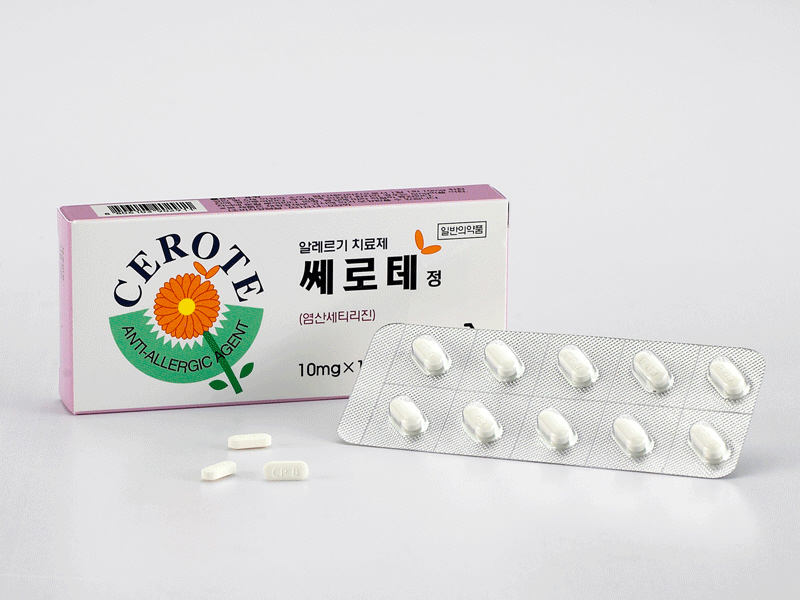 CEROTE
ANTI-ALLERGIC AGENT
알레르기 치료제
일반의약품
쎄로테 정
(염산세티리진)
10mg×1